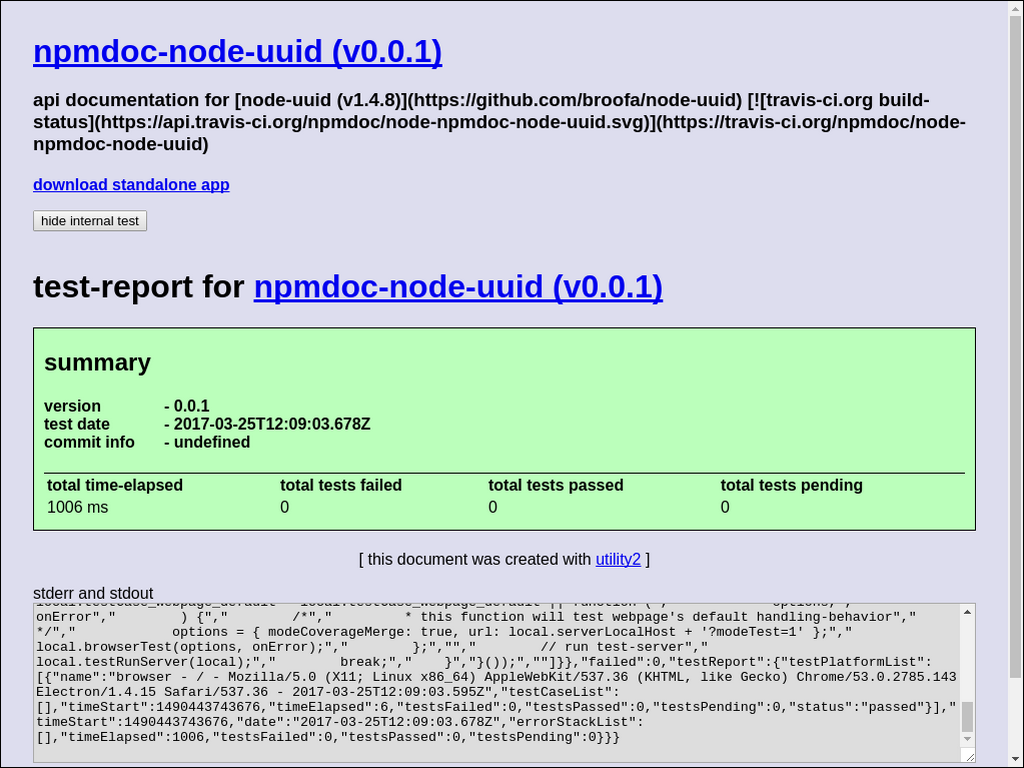 npmdoc-node-uuid (v0.0.1)
api documentation for [node-uuid (v1.4.8)](https://github.com/broofa/node-uuid) [![travis-ci.org build-
status](https://api.travis-ci.org/npmdoc/node-npmdoc-node-uuid.svg)](https://travis-ci.org/npmdoc/node-
npmdoc-node-uuid)
download standalone app
hide internal test
test-report for npmdoc-node-uuid (v0.0.1)
summary
version - 0.0.1
test date - 2017-03-25T12:09:03.678Z
commit info - undefined
total time-elapsed total tests failed total tests passed total tests pending
1006 ms 0 0 0
[ this document was created with utility2 ]
stderr and stdout
onError","        ) {","        /*","         * this function will test webpage's default handling-behavior","
*/","            options = { modeCoverageMerge: true, url: local.serverLocalHost + '?modeTest=1' };","
local.browserTest(options, onError);","        };","","        // run test-server","
local.testRunServer(local);","        break;","    }","}());",""]}},"failed":0,"testReport":{"testPlatformList":
[{"name":"browser - / - Mozilla/5.0 (X11; Linux x86_64) AppleWebKit/537.36 (KHTML, like Gecko) Chrome/53.0.2785.143
Electron/1.4.15 Safari/537.36 - 2017-03-25T12:09:03.595Z","testCaseList":
[],"timeStart":1490443743676,"timeElapsed":6,"testsFailed":0,"testsPassed":0,"testsPending":0,"status":"passed"}],"
timeStart":1490443743676,"date":"2017-03-25T12:09:03.678Z","errorStackList":
[],"timeElapsed":1006,"testsFailed":0,"testsPassed":0,"testsPending":0}}}